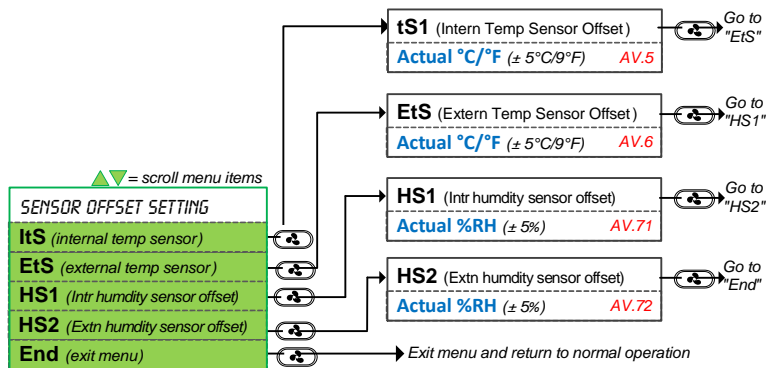 tS1 (Intern Temp Sensor Offset)
Actual °C/°F (± 5°C/9°F) AV.5
Go to "EtS"
EtS (Extern Temp Sensor Offset)
Actual °C/°F (± 5°C/9°F) AV.6
Go to "HS1"
= scroll menu items
SENSOR OFFSET SETTING
ItS (internal temp sensor)
EtS (external temp sensor)
HS1 (Intr humdity sensor offset)
HS2 (Extn humdity sensor offset)
End (exit menu)
HS1 (Intr humdity sensor offset)
Actual %RH (± 5%) AV.71
Go to "HS2"
HS2 (Extn humdity sensor offset)
Actual %RH (± 5%) AV.72
Go to "End"
Exit menu and return to normal operation